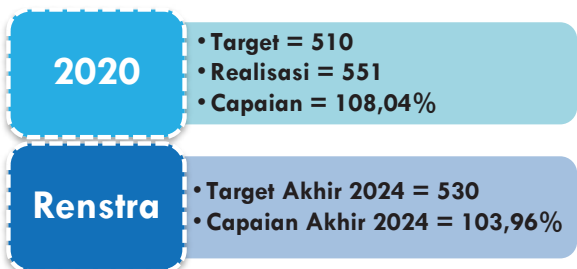 2020
• Target = 510
• Realisasi = 551
• Capaian = 108,04%
Renstra
• Target Akhir 2024 = 530
• Capaian Akhir 2024 = 103,96%